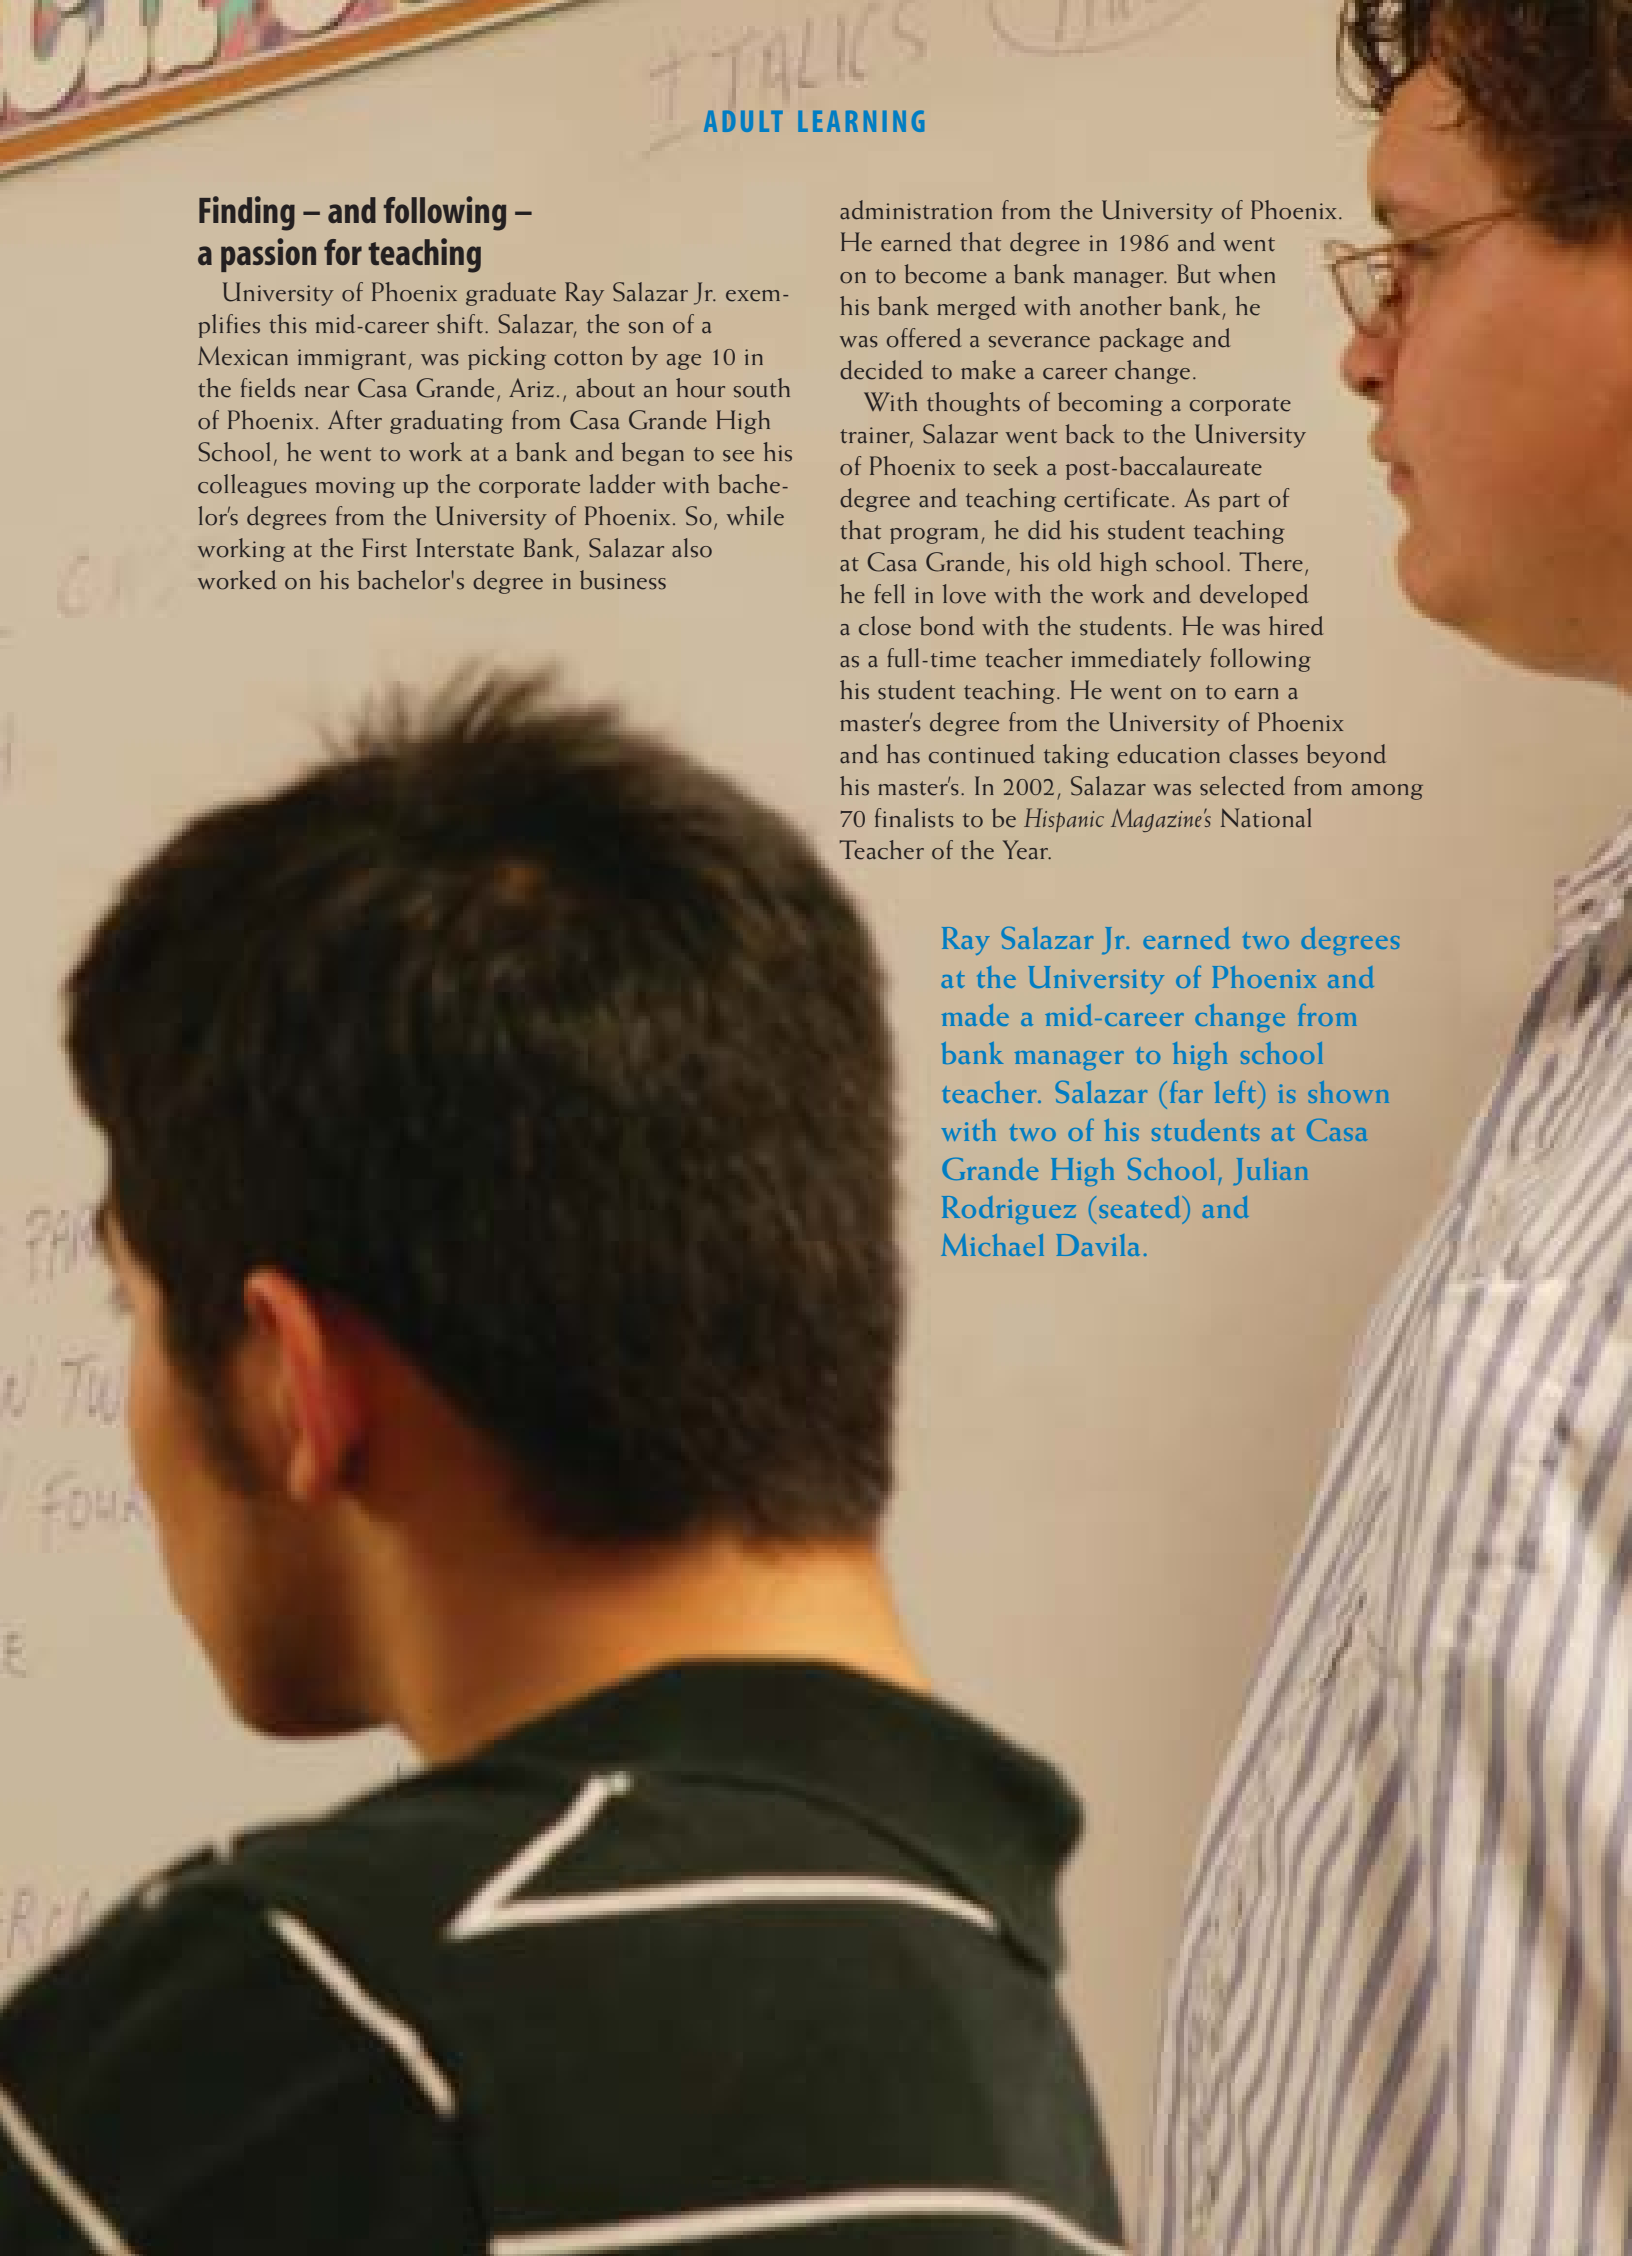 ITALICS
ADULT LEARNING
Finding – and following –
a passion for teaching
University of Phoenix graduate Ray Salazar Jr. exem-
plifies this mid-career shift. Salazar, the son of a
Mexican immigrant, was picking cotton by age 10 in
the fields near Casa Grande, Ariz., about an hour south
of Phoenix. After graduating from Casa Grande High
School, he went to work at a bank and began to see his
colleagues moving up the corporate ladder with bache-
lor’s degrees from the University of Phoenix. So, while
working at the First Interstate Bank, Salazar also
worked on his bachelor's degree in business
administration from the University of Phoenix.
He earned that degree in 1986 and went
on to become a bank manager. But when
his bank merged with another bank, he
was offered a severance package and
decided to make a career change.
With thoughts of becoming a corporate
trainer, Salazar went back to the University
of Phoenix to seek a post-baccalaureate
degree and teaching certificate. As part of
that program, he did his student teaching
at Casa Grande, his old high school. There,
he fell in love with the work and developed
a close bond with the students. He was hired
as a full-time teacher immediately following
his student teaching. He went on to earn a
master’s degree from the University of Phoenix
and has continued taking education classes beyond
his master’s. In 2002, Salazar was selected from among
70 finalists to be Hispanic Magazine’s National
Teacher of the Year.
Ray Salazar Jr. earned two degrees
at the University of Phoenix and
made a mid-career change from
bank manager to high school
teacher. Salazar (far left) is shown
with two of his students at Casa
Grande High School, Julian
Rodriguez (seated) and
Michael Davila.